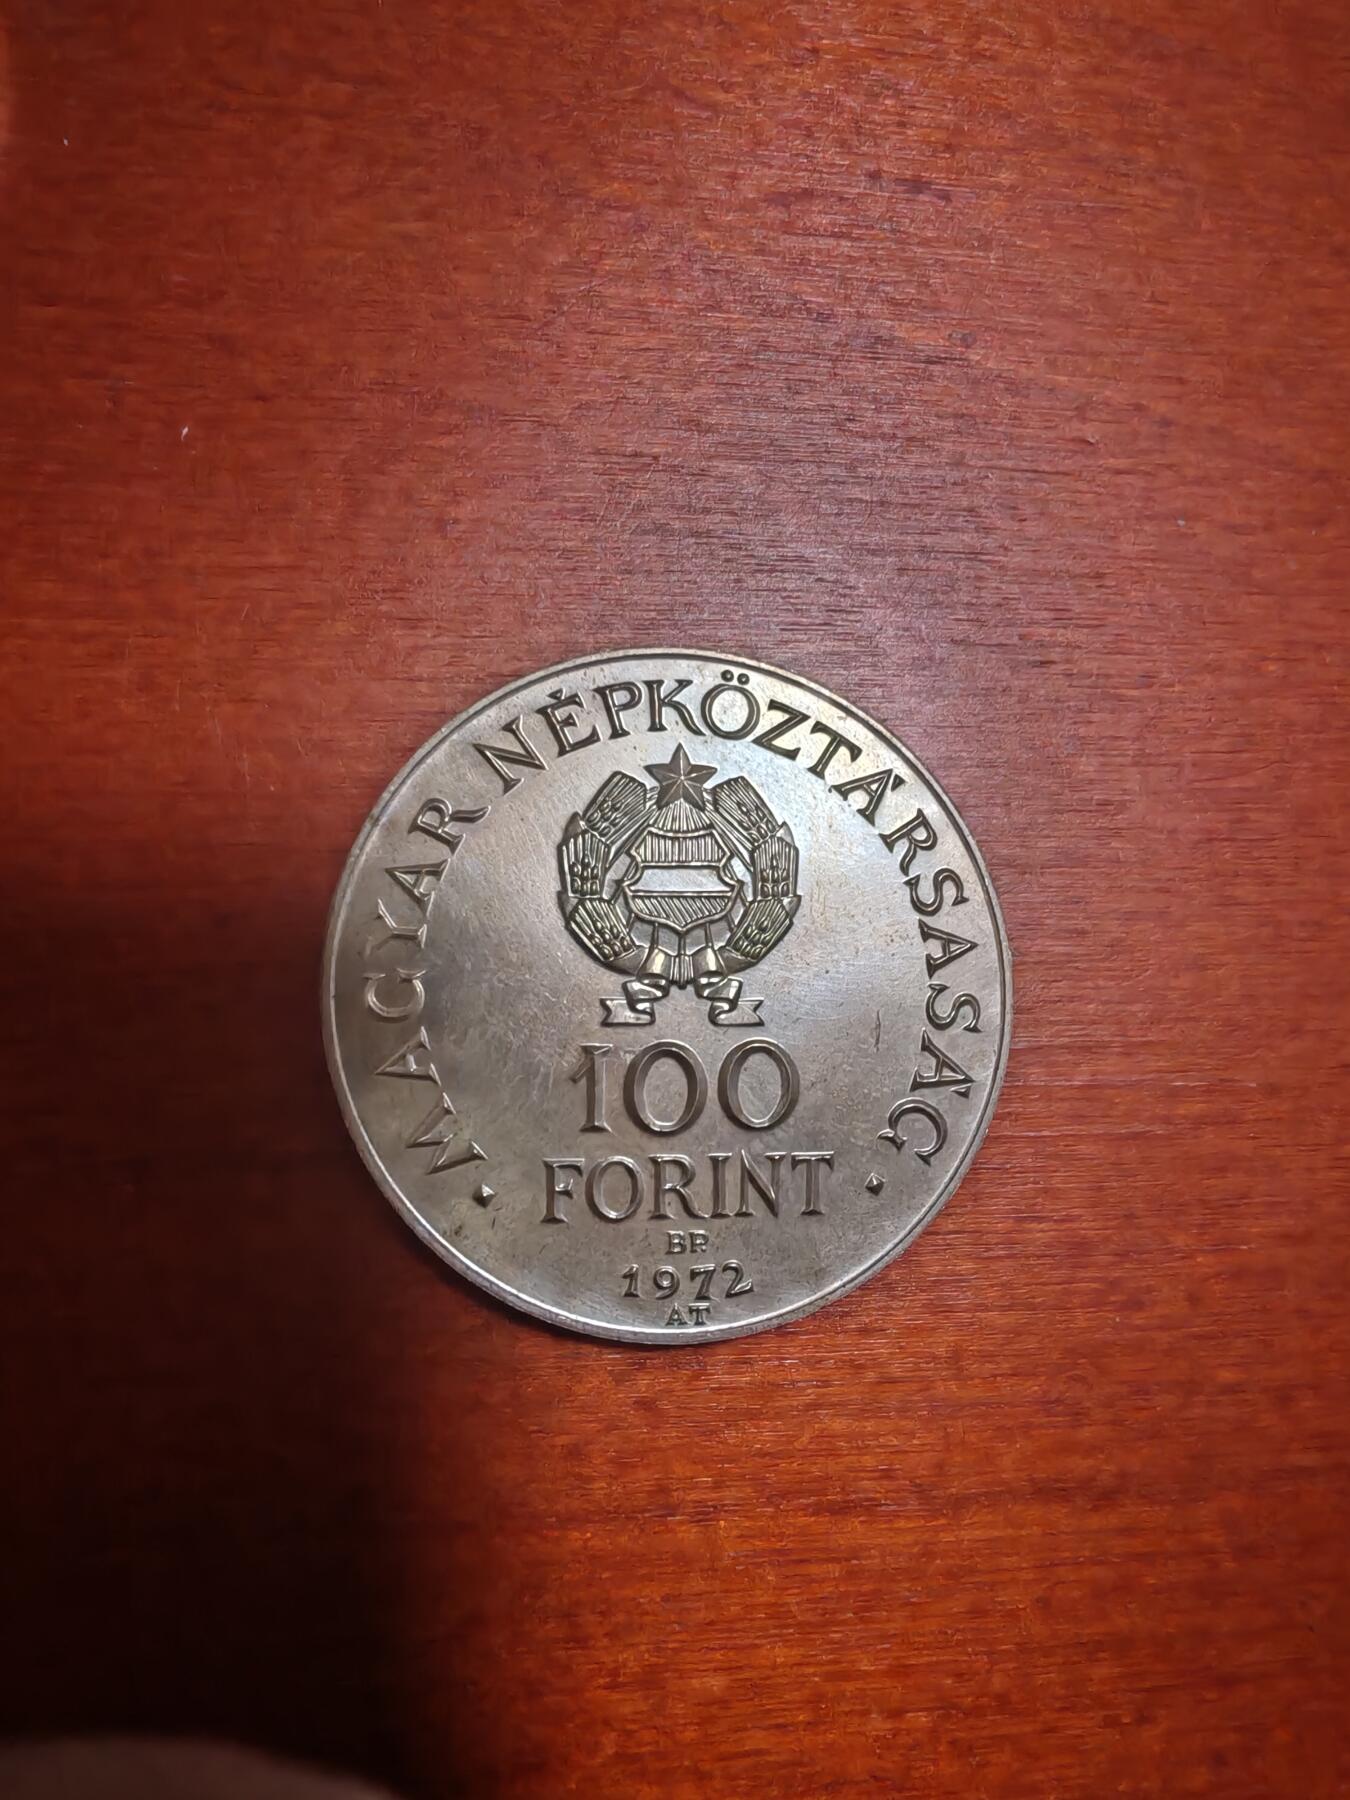 MAGYAR NÉPKÖZTÁRSASÁG
100
FORINT
BP
1972
AT